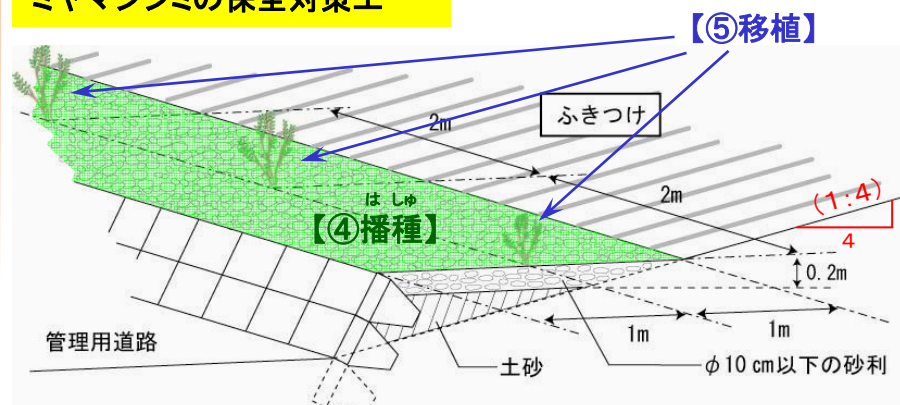 ミヤマシジミの保全対策工
【⑤移植】
ふきつけ
2m
2m
(1:4)
4
はしゅ
【④播種】
0.2m
1m
1m
管理用道路
土砂
φ10cm以下の砂利